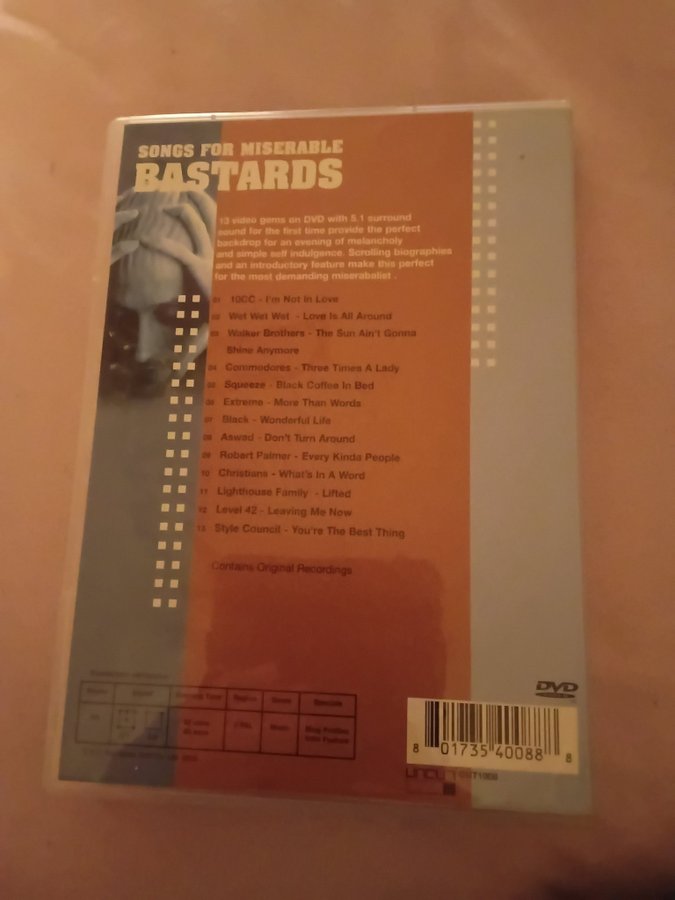 SONGS FOR MISERABLE
BASTARDS
13 video gems on DVD with 5.1 surround
sound for the first time provide the perfect
backdrop for an evening of melancholy
and simple self indulgence. Scrolling biographies
and an introductory feature make this perfect
for the most demanding miserabalist .
01 10CC - I'm Not In Love
02 Wet Wet Wet - Love Is All Around
03 Walker Brothers - The Sun Ain't Gonna
Shine Anymore
04 Commodores - Three Times A Lady
05 Squeeze - Black Coffee In Bed
06 Extreme - More Than Words
07 Black - Wonderful Life
08 Aswad - Don't Turn Around
09 Robert Palmer - Every Kinda People
10 Christians - What's In A Word
11 Lighthouse Family - Lifted
12 Level 42 - Leaving Me Now
13 Style Council - You're The Best Thing
Contains Original Recordings
Region
Music
DVD
8 01735 40088 8
uncut